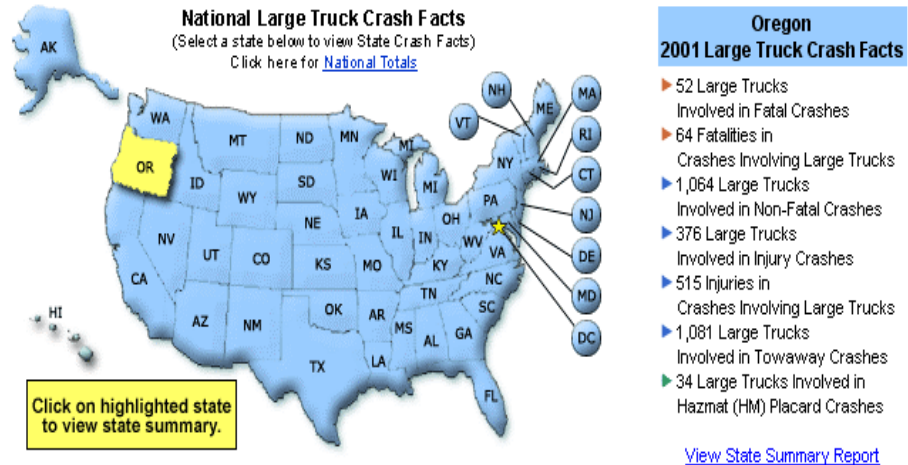 National Large Truck Crash Facts
(Select a state below to view State Crash Facts)
Click here for National Totals
AK
WA
MT
ND
MN
OR
ID
WY
SD
WI
MI
MI
NY
VT
NH
ME
MA
RI
CT
NJ
DE
MD
DC
NE
IA
IL
IN
OH
PA
WV
VA
NV
UT
CO
KS
MO
KY
CA
AZ
NM
OK
AR
TN
NC
SC
MS
AL
GA
TX
LA
FL
HI
Click on highlighted state
to view state summary.
Oregon
2001 Large Truck Crash Facts
52 Large Trucks
Involved in Fatal Crashes
64 Fatalities in
Crashes Involving Large Trucks
1,064 Large Trucks
Involved in Non-Fatal Crashes
376 Large Trucks
Involved in Injury Crashes
515 Injuries in
Crashes Involving Large Trucks
1,081 Large Trucks
Involved in Towaway Crashes
34 Large Trucks Involved in
Hazmat (HM) Placard Crashes
View State Summary Report